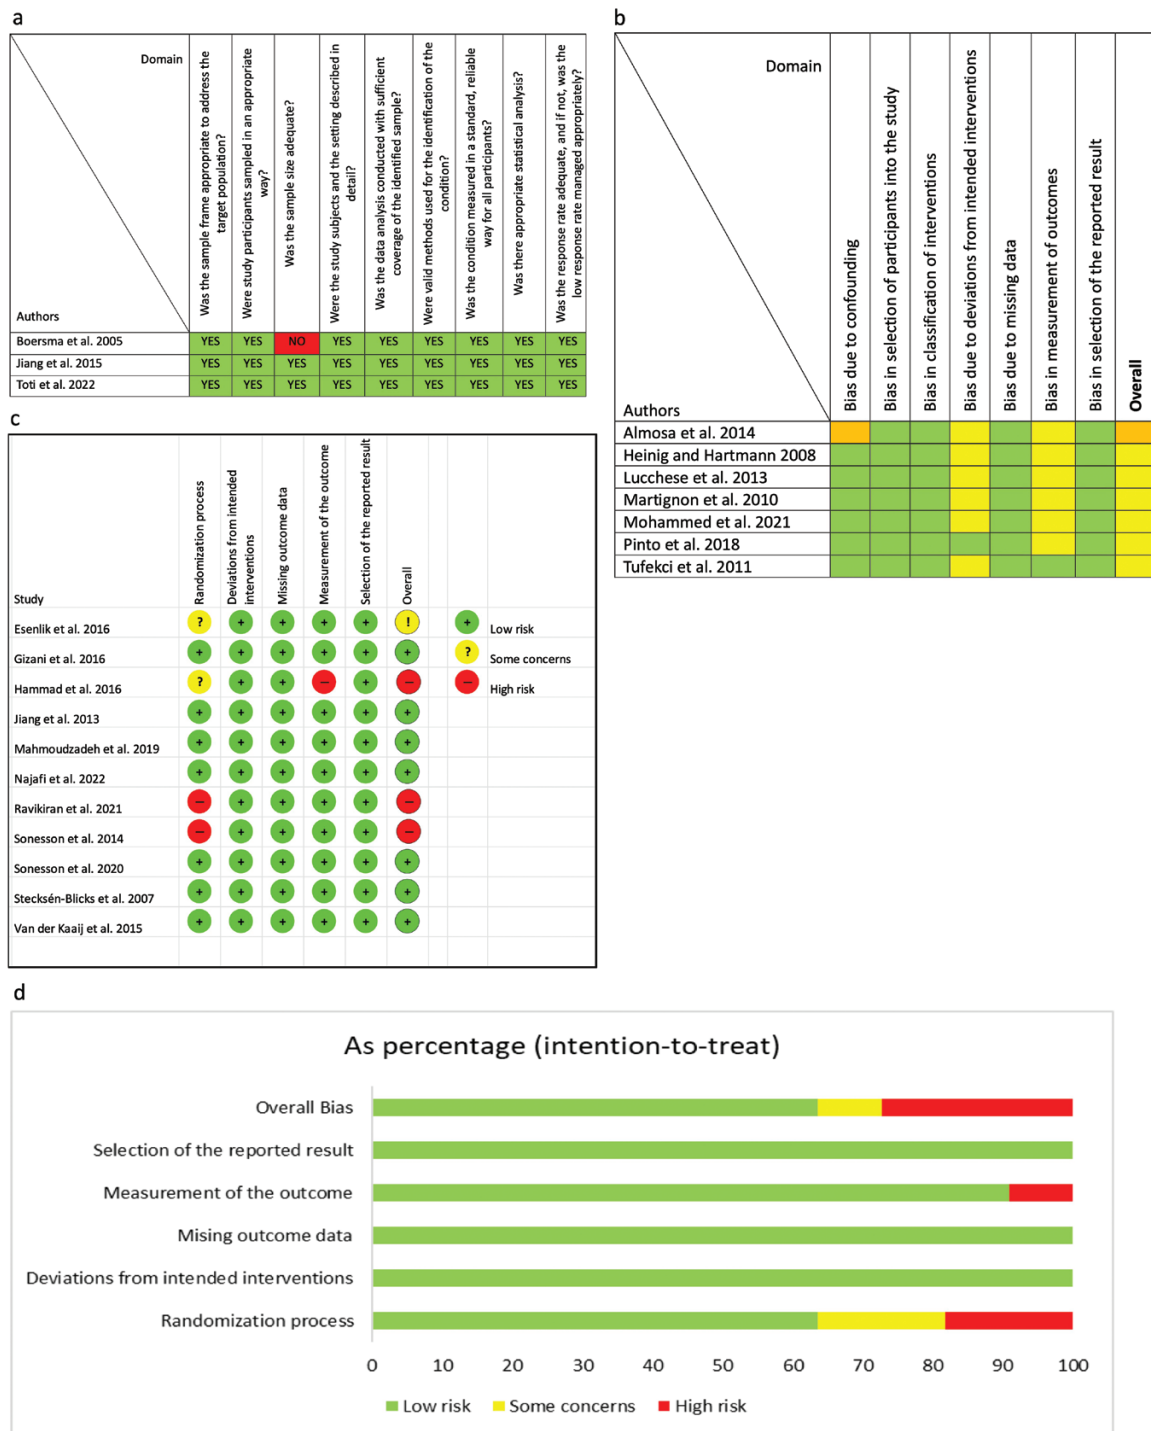 a
Domain
Was the sample frame appropriate to address the
target population?
Were study participants sampled in an appropriate
way?
Was the sample size adequate?
Were the study subjects and the setting described in
detail?
Was the data analysis conducted with sufficient
coverage of the identified sample?
Were valid methods used for the identification of the
condition?
Was the condition measured in a standard, reliable
way for all participants?
Was there appropriate statistical analysis?
Was the response rate adequate, and if not, was the
low response rate managed appropriately?
Authors
Boersma et al. 2005 YES YES NO YES YES YES YES YES YES
Jiang et al. 2015 YES YES YES YES YES YES YES YES YES
Toti et al. 2022 YES YES YES YES YES YES YES YES YES
b
Domain
Bias due to confounding
Bias in selection of participants into the study
Bias in classification of interventions
Bias due to deviations from intended interventions
Bias due to missing data
Bias in measurement of outcomes
Bias in selection of the reported result
Overall
Authors
Almosa et al. 2014
Heinig and Hartmann 2008
Lucchese et al. 2013
Martignon et al. 2010
Mohammed et al. 2021
Pinto et al. 2018
Tufekci et al. 2011
c
Study
Randomization process
Deviations from intended
interventions
Missing outcome data
Measurement of the outcome
Selection of the reported result
Overall
Esenlik et al. 2016 ? + + + + ! + Low risk
Gizani et al. 2016 + + + + + + ? Some concerns
Hammad et al. 2016 ? + + − + − − High risk
Jiang et al. 2013 + + + + + +
Mahmoudzadeh et al. 2019 + + + + + +
Najafi et al. 2022 + + + + + +
Ravikiran et al. 2021 − + + + + −
Sonesson et al. 2014 − + + + + −
Sonesson et al. 2020 + + + + + +
Stecksén-Blicks et al. 2007 + + + + + +
Van der Kaaij et al. 2015 + + + + + +
d
As percentage (intention-to-treat)
Overall Bias
Selection of the reported result
Measurement of the outcome
Mising outcome data
Deviations from intended interventions
Randomization process
0 10 20 30 40 50 60 70 80 90 100
Low risk Some concerns High risk